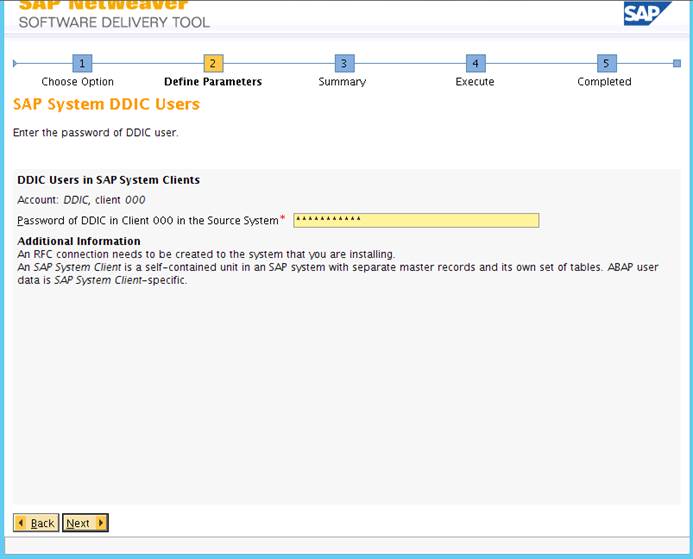 SAP NetWeaver
SOFTWARE DELIVERY TOOL
SAP
1 2 3 4 5
Choose Option Define Parameters Summary Execute Completed
SAP System DDIC Users
Enter the password of DDIC user.
DDIC Users in SAP System Clients
Account: DDIC, client 000
Password of DDIC in Client 000 in the Source System* ***********
Additional Information
An RFC connection needs to be created to the system that you are installing.
An SAP System Client is a self-contained unit in an SAP system with separate master records and its own set of tables. ABAP user
data is SAP System Client-specific.
Back Next